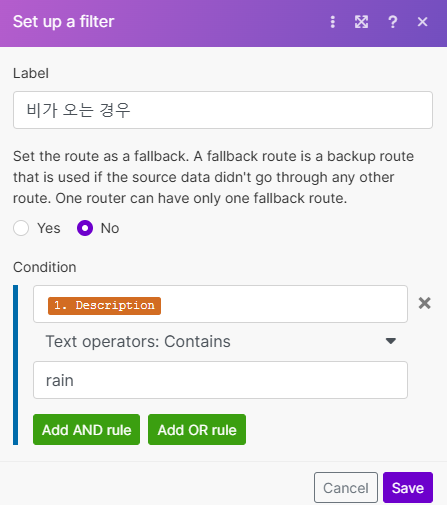 Set up a filter
Label
비가 오는 경우
Set the route as a fallback. A fallback route is a backup route
that is used if the source data didn't go through any other
route. One router can have only one fallback route.
Yes No
Condition
1. Description
Text operators: Contains
rain
Add AND rule Add OR rule
Cancel Save